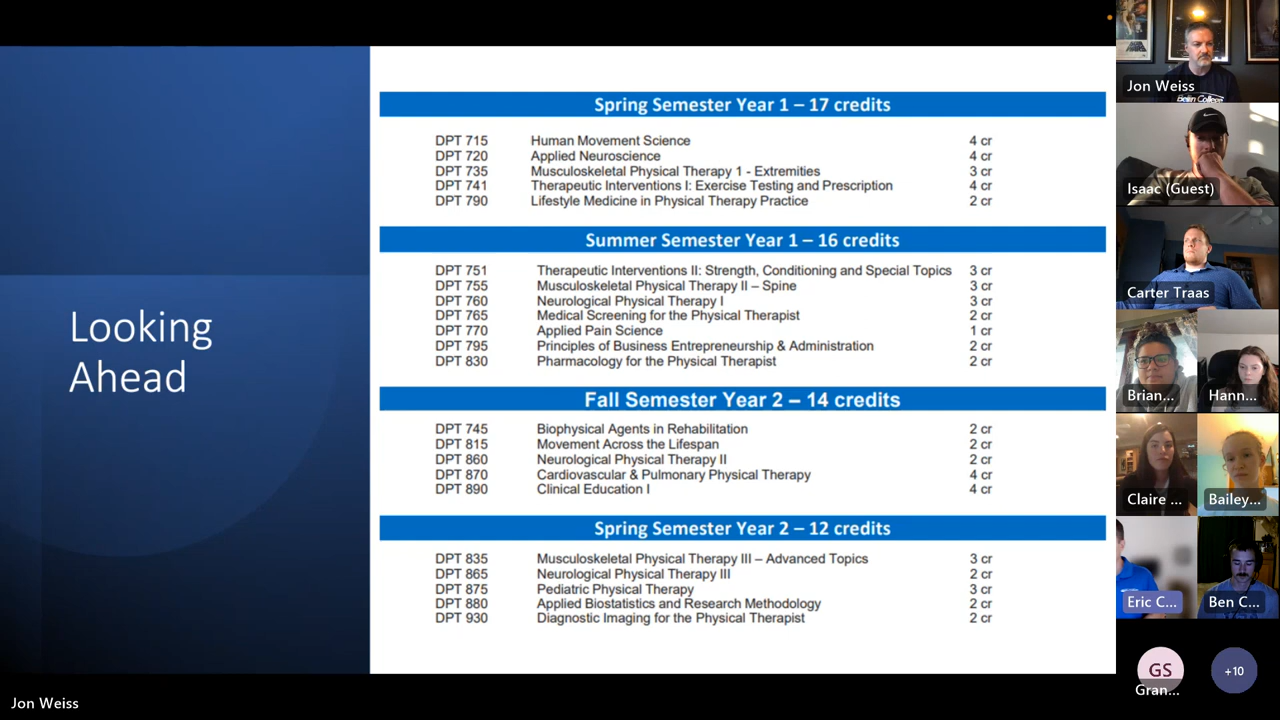 Looking
Ahead
Spring Semester Year 1 – 17 credits
DPT 715 Human Movement Science 4 cr
DPT 720 Applied Neuroscience 4 cr
DPT 735 Musculoskeletal Physical Therapy 1 - Extremities 3 cr
DPT 741 Therapeutic Interventions I: Exercise Testing and Prescription 4 cr
DPT 790 Lifestyle Medicine in Physical Therapy Practice 2 cr
Summer Semester Year 1 – 16 credits
DPT 751 Therapeutic Interventions II: Strength, Conditioning and Special Topics 3 cr
DPT 755 Musculoskeletal Physical Therapy II – Spine 3 cr
DPT 760 Neurological Physical Therapy I 3 cr
DPT 765 Medical Screening for the Physical Therapist 2 cr
DPT 770 Applied Pain Science 1 cr
DPT 795 Principles of Business Entrepreneurship & Administration 2 cr
DPT 830 Pharmacology for the Physical Therapist 2 cr
Fall Semester Year 2 – 14 credits
DPT 745 Biophysical Agents in Rehabilitation 2 cr
DPT 815 Movement Across the Lifespan 2 cr
DPT 860 Neurological Physical Therapy II 2 cr
DPT 870 Cardiovascular & Pulmonary Physical Therapy 4 cr
DPT 890 Clinical Education I 4 cr
Spring Semester Year 2 – 12 credits
DPT 835 Musculoskeletal Physical Therapy III – Advanced Topics 3 cr
DPT 865 Neurological Physical Therapy III 2 cr
DPT 875 Pediatric Physical Therapy 3 cr
DPT 880 Applied Biostatistics and Research Methodology 2 cr
DPT 930 Diagnostic Imaging for the Physical Therapist 2 cr
Jon Weiss
Bellin College
Isaac (Guest)
Carter Traas
Brian...
Hann...
Claire ...
Bailey...
Eric C...
Ben C...
GS
Gran...
+10
Jon Weiss